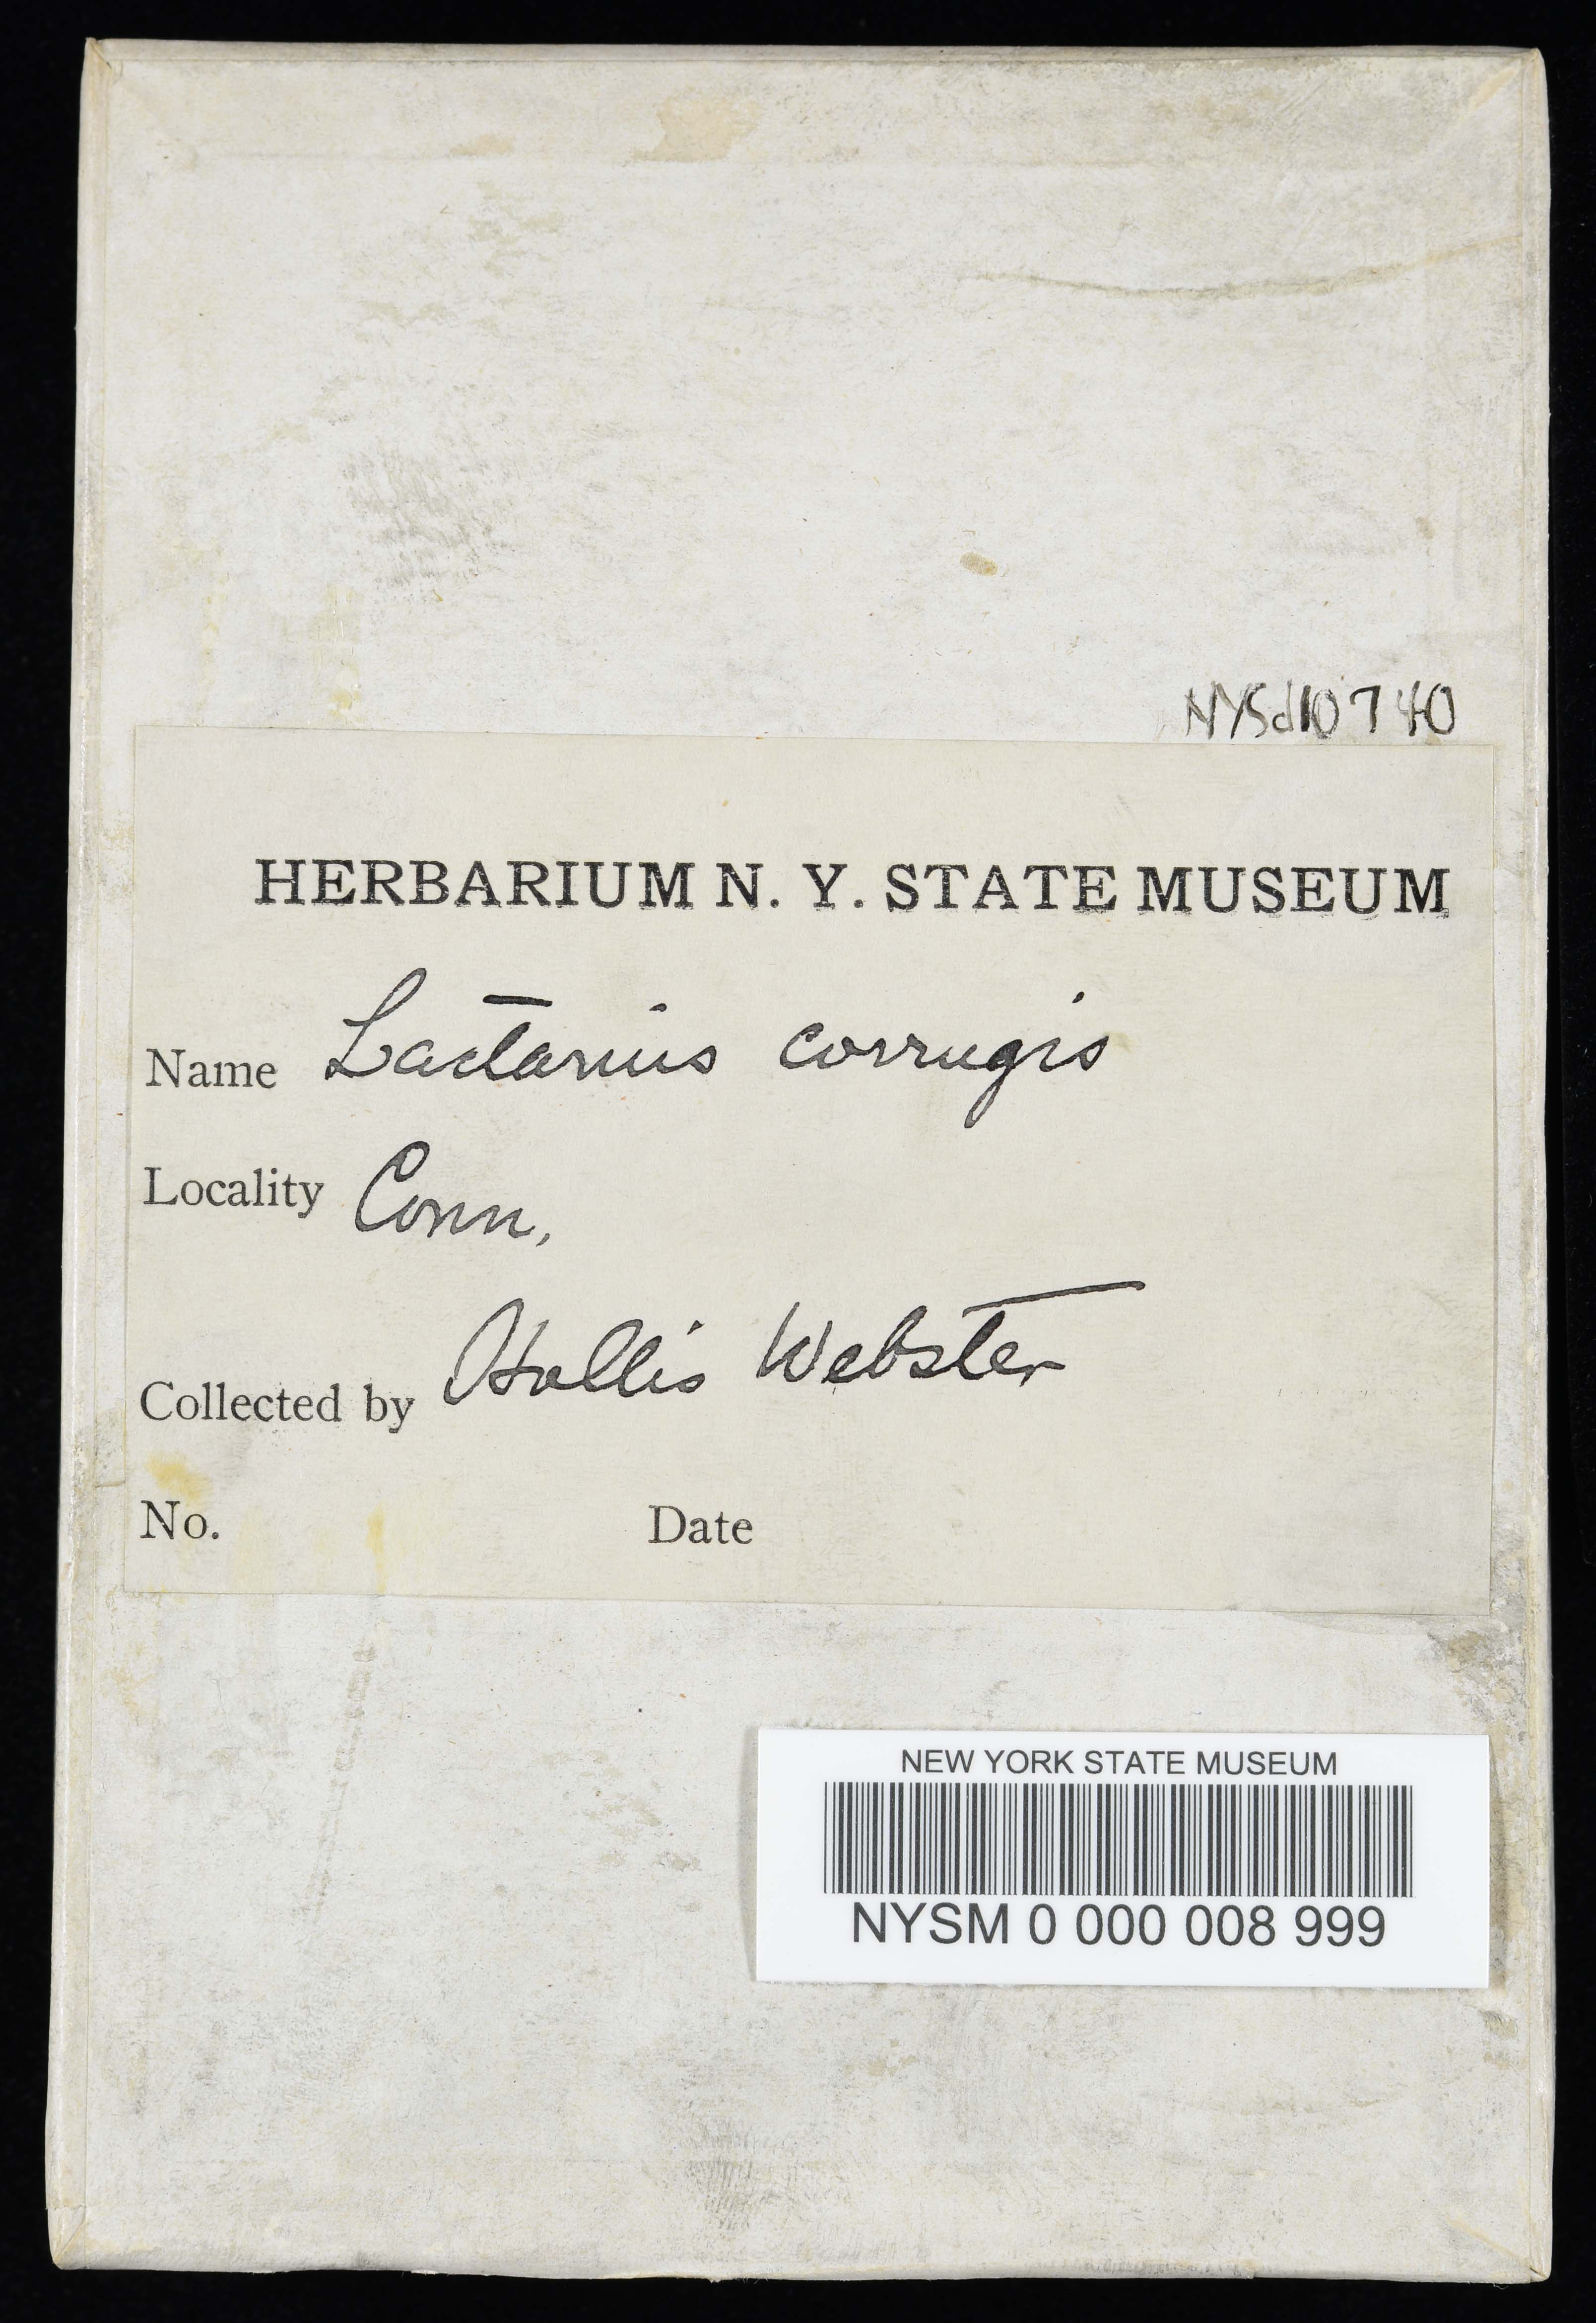 NYSd10740
HERBARIUM N. Y. STATE MUSEUM
Name Lactarius corrugis
Locality Conn.
Collected by Hollis Webster
No. Date
NEW YORK STATE MUSEUM
NYSM 0 000 008 999